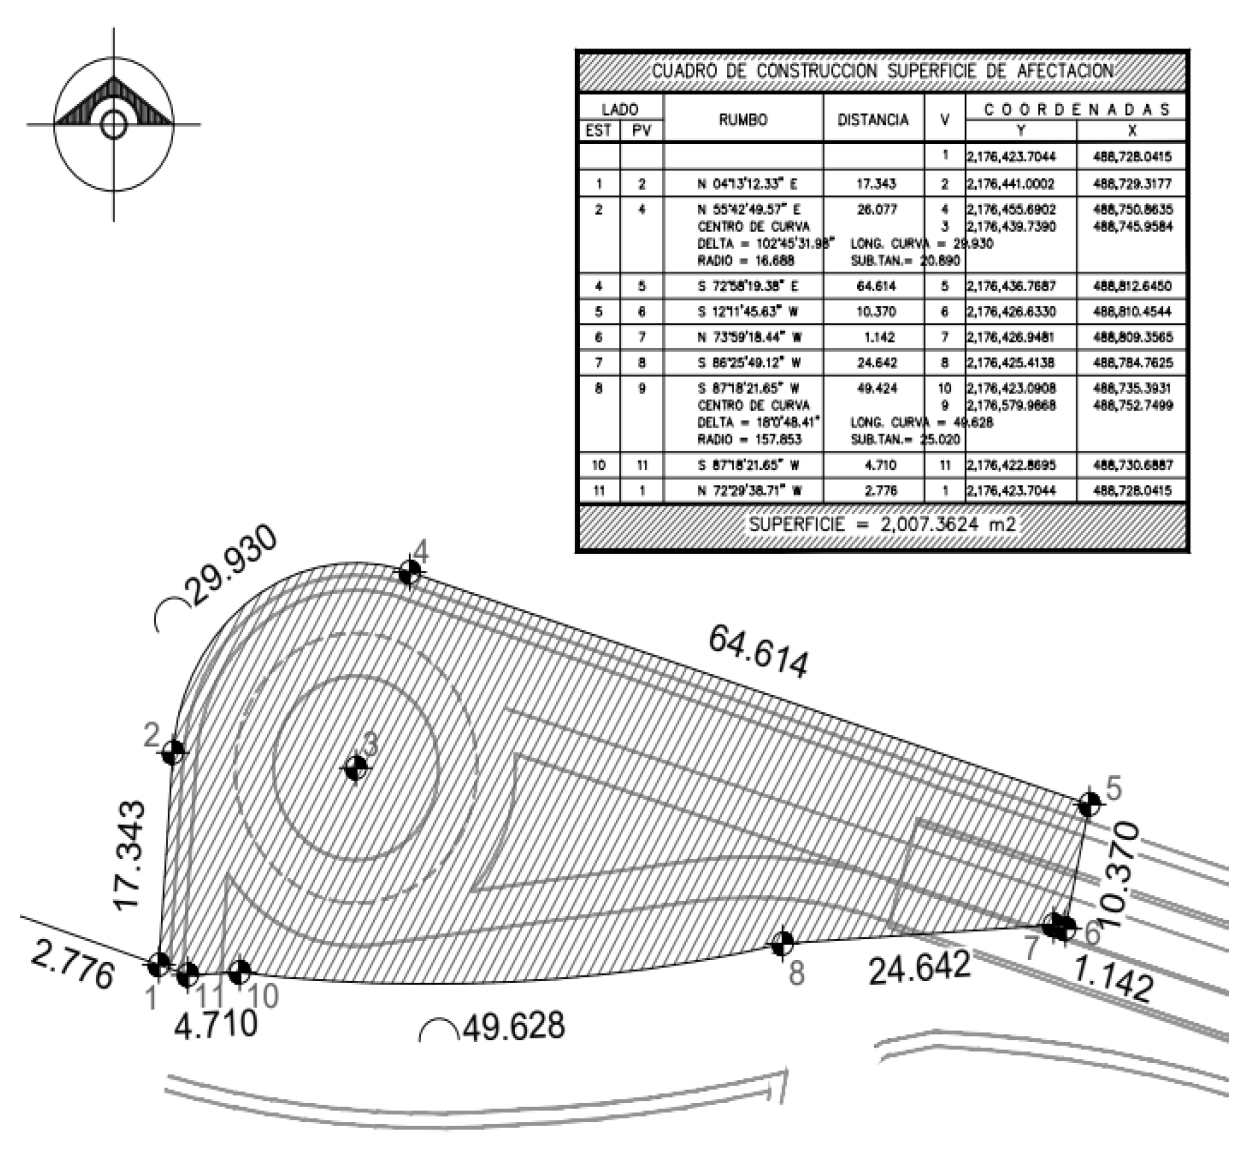 CUADRO DE CONSTRUCCION SUPERFICIE DE AFECTACION
LADO RUMBO DISTANCIA V C O O R D E N A D A S
EST PV Y X
1 2,176,423.7044 488,728.0415
1 2 N 04°13'12.33" E 17.343 2 2,176,441.0002 488,729.3177
2 4 N 55°42'49.57" E 26.077 4 2,176,455.6902 488,750.8635
CENTRO DE CURVA 3 2,176,439.7390 488,745.9584
DELTA = 102°45'31.98" LONG. CURVA = 29.930
RADIO = 16.688 SUB.TAN.= 20.890
4 5 S 72°58'19.38" E 64.614 5 2,176,436.7687 488,812.6450
5 6 S 12°11'45.63" W 10.370 6 2,176,426.6330 488,810.4544
6 7 N 73°59'18.44" W 1.142 7 2,176,426.9481 488,809.3565
7 8 S 86°25'49.12" W 24.642 8 2,176,425.4138 488,784.7625
8 9 S 87°18'21.65" W 49.424 10 2,176,423.0908 488,735.3931
CENTRO DE CURVA 9 2,176,579.9868 488,752.7499
DELTA = 18°0'48.41" LONG. CURVA = 49.628
RADIO = 157.853 SUB.TAN.= 25.020
10 11 S 87°18'21.65" W 4.710 11 2,176,422.8695 488,730.6887
11 1 N 72°29'38.71" W 2.776 1 2,176,423.7044 488,728.0415
SUPERFICIE = 2,007.3624 m2
29.930
4
64.614
2
3
5
17.343
10.370
2.776
1
11
10
8
7
6
24.642
1.142
4.710
49.628